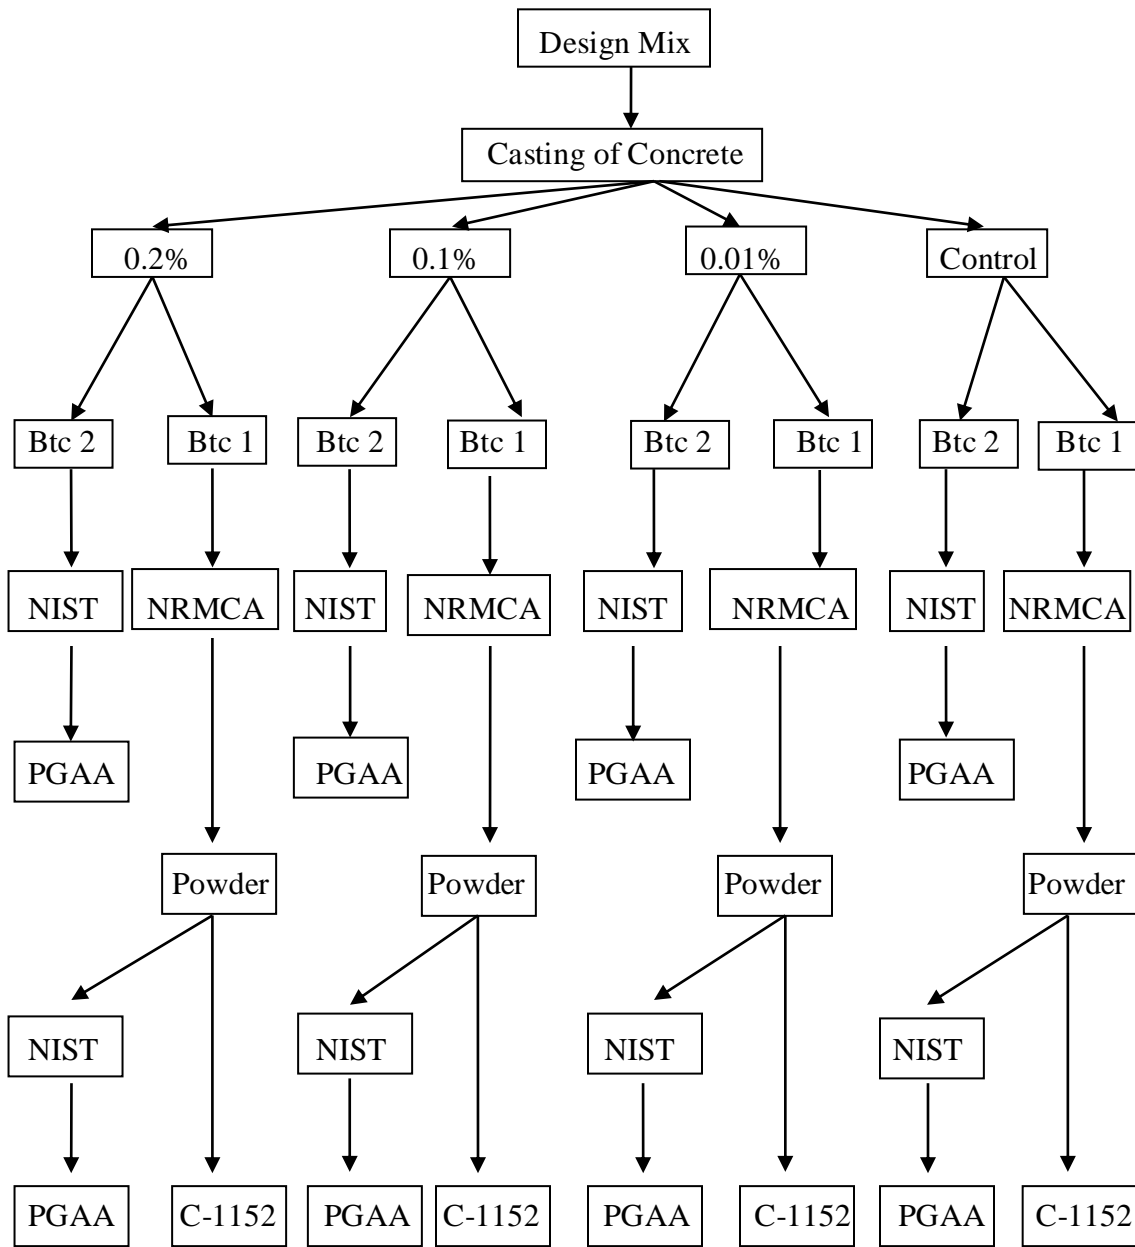 Design Mix
Casting of Concrete
0.2%
0.1%
0.01%
Control
Btc 2
Btc 1
Btc 2
Btc 1
Btc 2
Btc 1
Btc 2
Btc 1
NIST
NRMCA
NIST
NRMCA
NIST
NRMCA
NIST
NRMCA
PGAA
PGAA
PGAA
PGAA
Powder
Powder
Powder
Powder
NIST
NIST
NIST
NIST
PGAA
C-1152
PGAA
C-1152
PGAA
C-1152
PGAA
C-1152